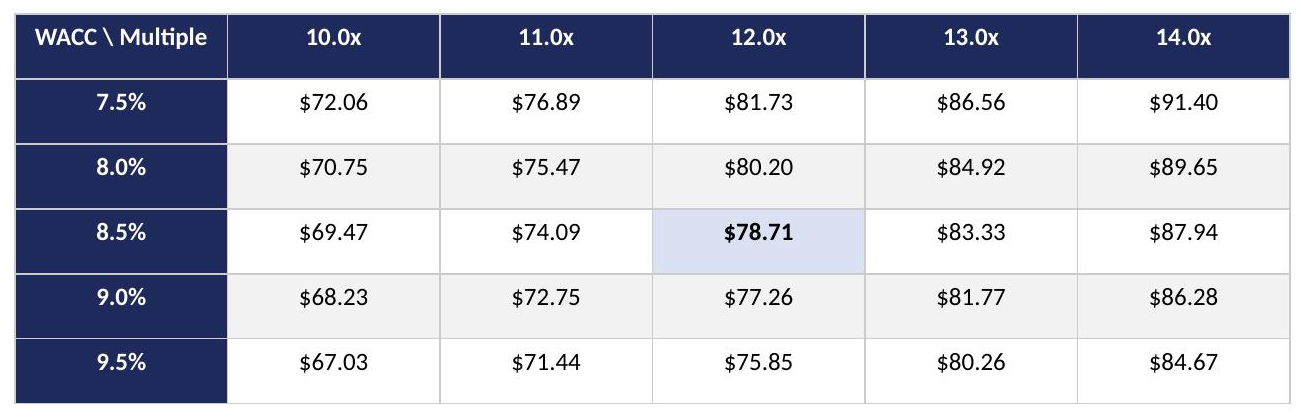 WACC \ Multiple 10.0x 11.0x 12.0x 13.0x 14.0x
7.5% $72.06 $76.89 $81.73 $86.56 $91.40
8.0% $70.75 $75.47 $80.20 $84.92 $89.65
8.5% $69.47 $74.09 $78.71 $83.33 $87.94
9.0% $68.23 $72.75 $77.26 $81.77 $86.28
9.5% $67.03 $71.44 $75.85 $80.26 $84.67